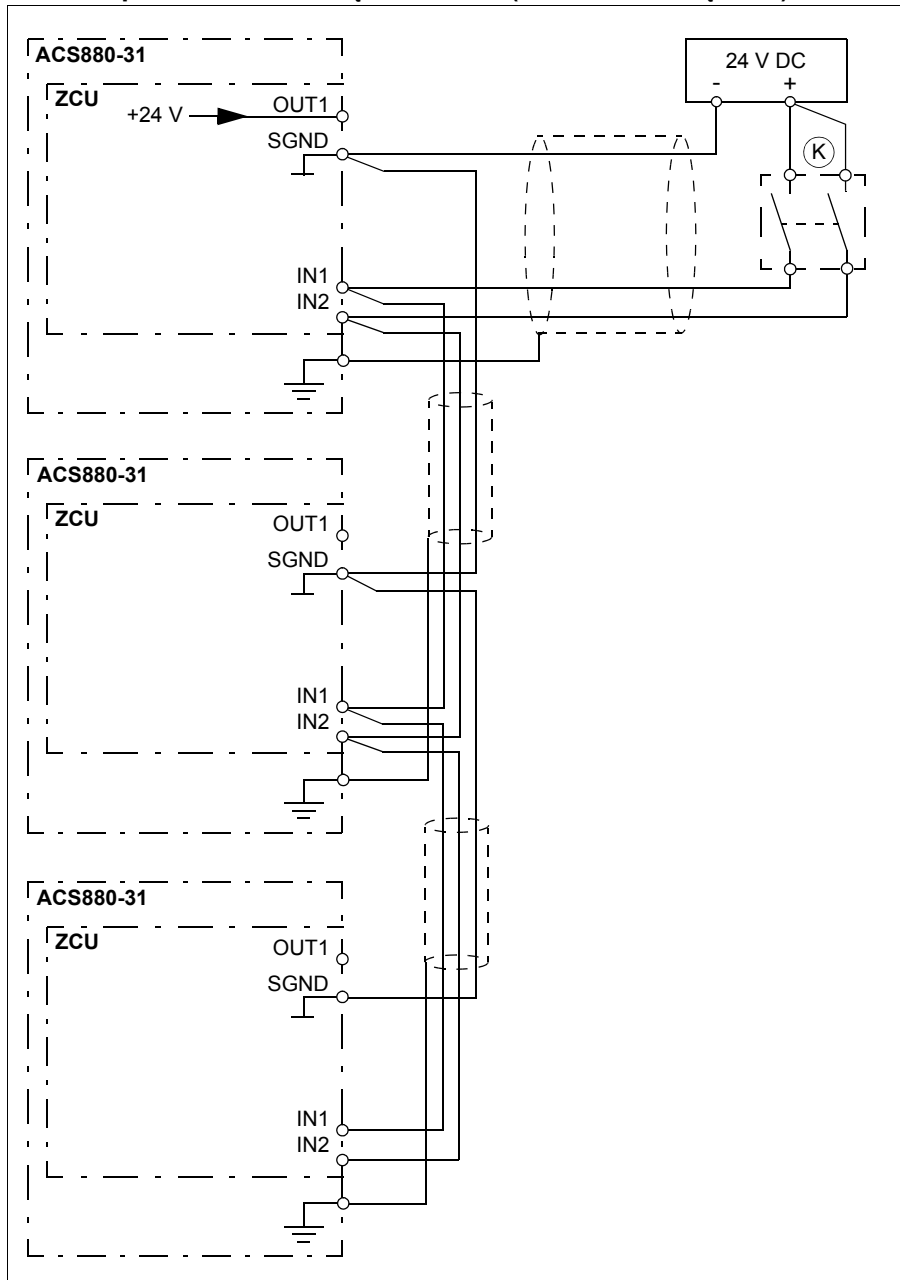 ACS880-31
ZCU
+24 V
OUT1
SGND
IN1
IN2
24 V DC
- +
K
ACS880-31
ZCU
OUT1
SGND
IN1
IN2
ACS880-31
ZCU
OUT1
SGND
IN1
IN2